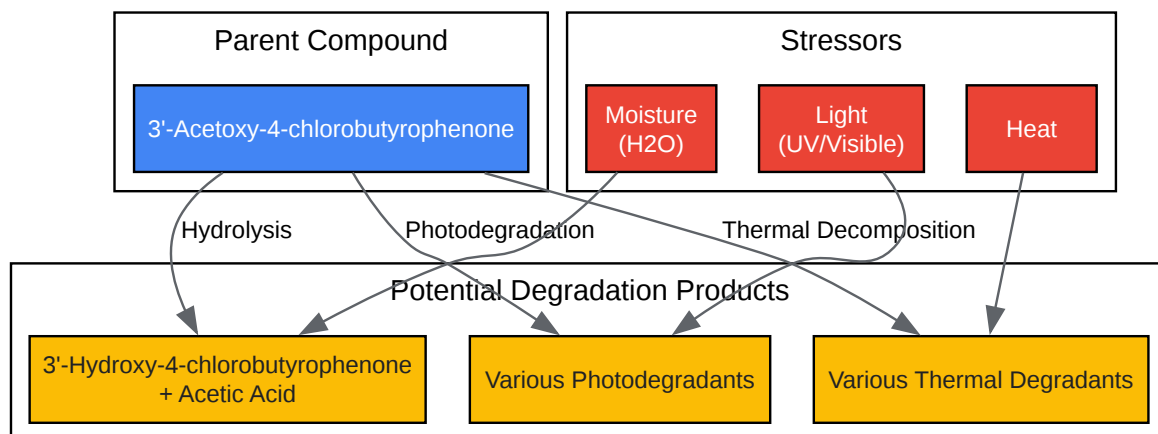 Parent Compound
Stressors
3'-Acetoxy-4-chlorobutyrophenone
Moisture
(H2O)
Light
(UV/Visible)
Heat
Hydrolysis
Photodegradation
Thermal Decomposition
Potential Degradation Products
3'-Hydroxy-4-chlorobutyrophenone
+ Acetic Acid
Various Photodegradants
Various Thermal Degradants